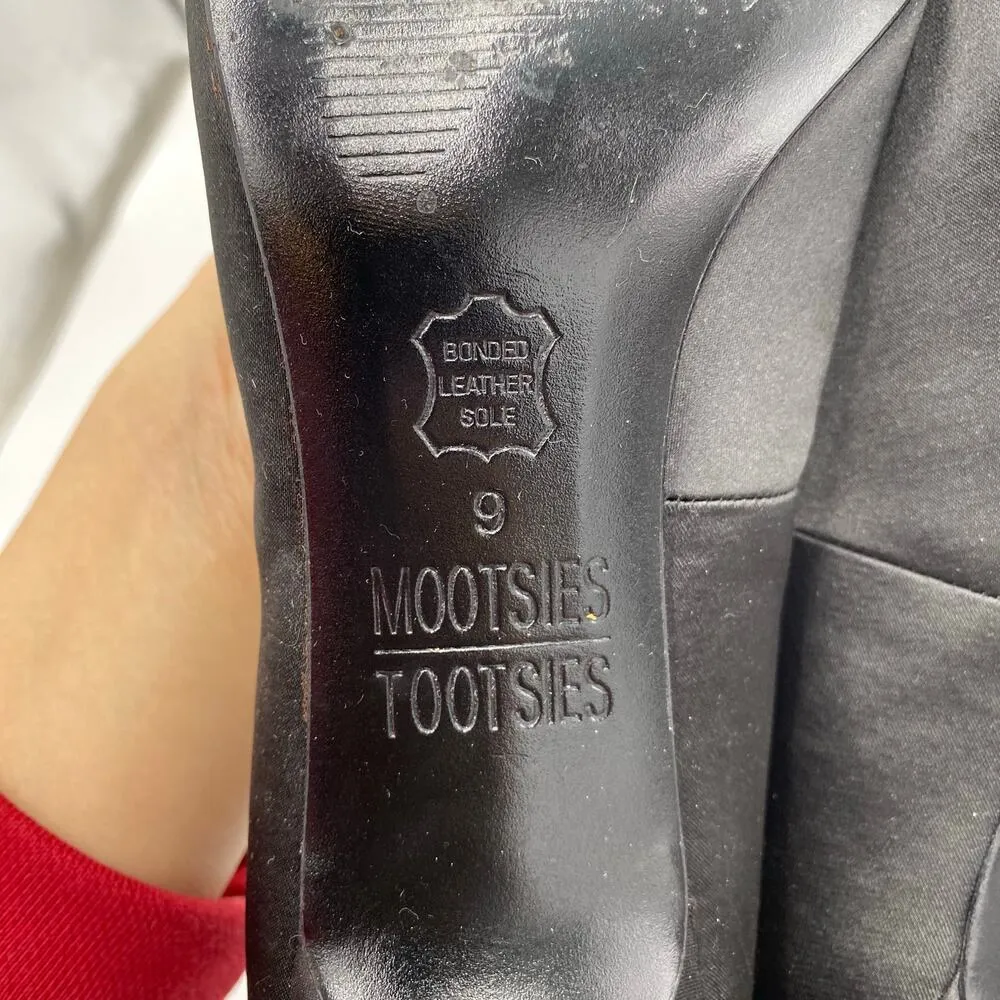 BONDED
LEATHER
SOLE
9
MOOTSIES
TOOTSIES